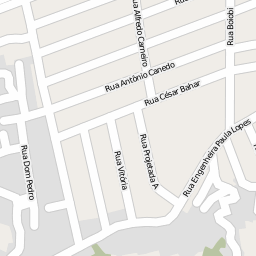 Rua Alfredo Carneiro
Rua Bokibi
Rua Antônio Canedo
Rua César Bahar
Rua Engenheira Paula Lopes
Rua Dom Pedro
Rua Vitória
Rua Projetada A